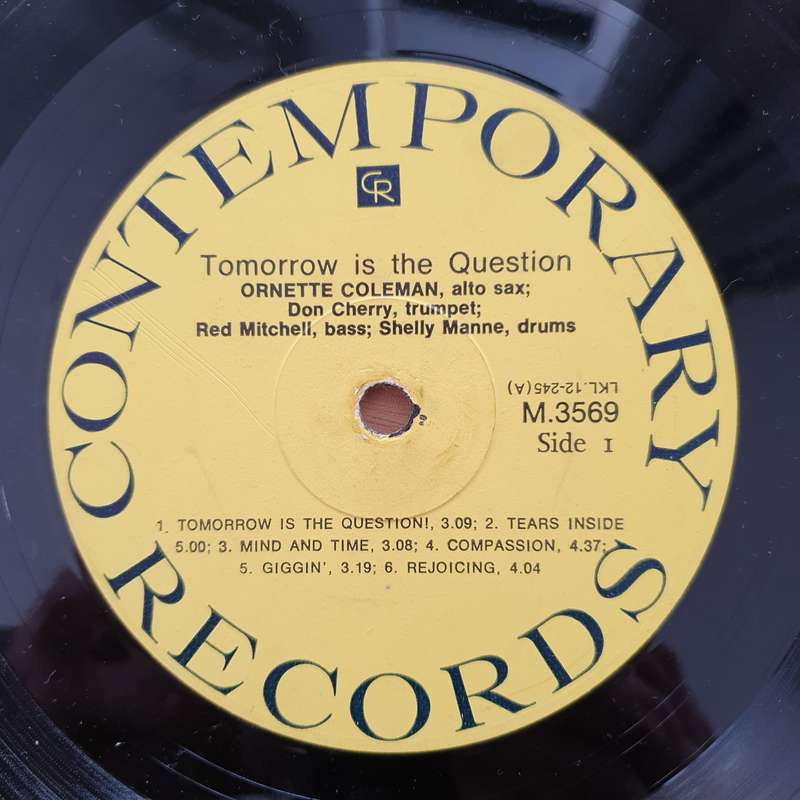 CONTEMPORARY
CR
Tomorrow is the Question
ORNETTE COLEMAN, alto sax;
Don Cherry, trumpet;
Red Mitchell, bass; Shelly Manne, drums
LKL.12-245(A)
M.3569
Side 1
1. TOMORROW IS THE QUESTION!, 3.09; 2. TEARS INSIDE
5.00; 3. MIND AND TIME, 3.08; 4. COMPASSION, 4.37;
5. GIGGIN', 3.19; 6. REJOICING, 4.04
RECORDS